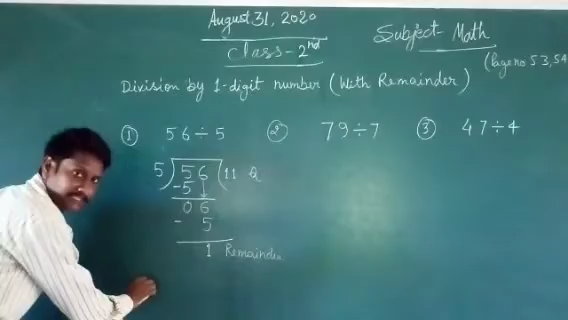 August 31, 2020
Class-2nd
Subject- Math
(Page no 53,54
Division by 1-digit number (With Remainder)
① 56÷5 ② 79÷7 ③ 47÷4
5)56(11 Q
-5
06
- 5
1 Remainder